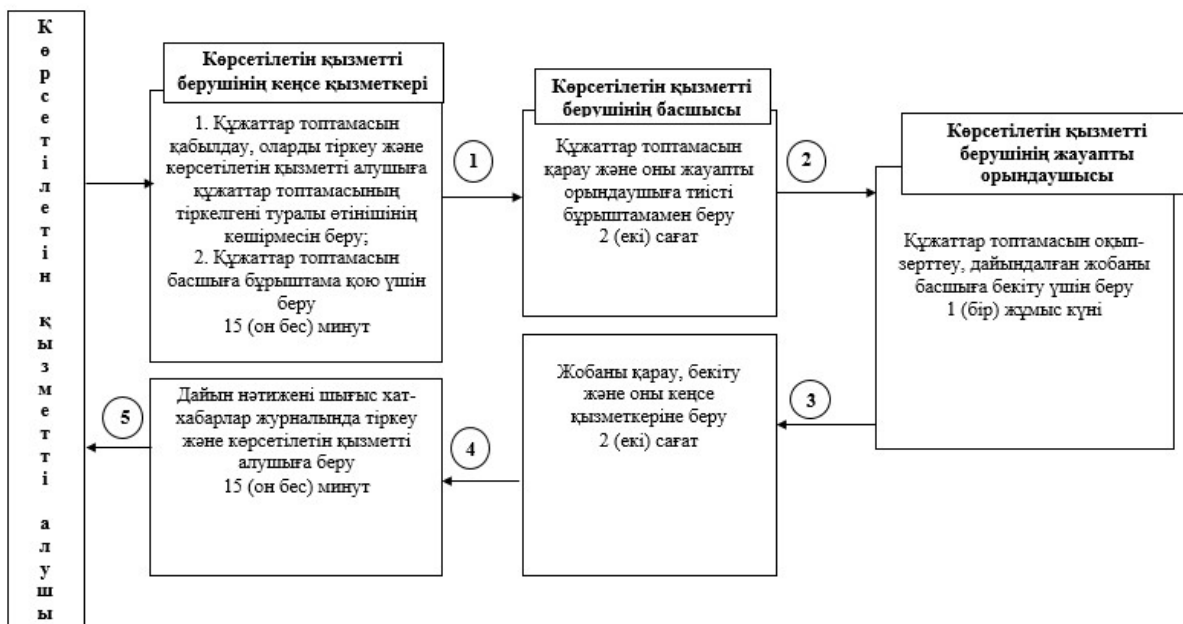 Көрсетілетін қызметті алушы
Көрсетілетін қызметті
берушінің кеңсе қызметкері
1. Құжаттар топтамасын
қабылдау, оларды тіркеу және
көрсетілетін қызметті алушыға
құжаттар топтамасының
тіркелгені туралы өтінішінің
көшірмесін беру;
2. Құжаттар топтамасын
басшыға бұрыштама қою үшін
беру
15 (он бес) минут
1
Көрсетілетін қызметті
берушінің басшысы
Құжаттар топтамасын
қарау және оны жауапты
орындаушыға тиісті
бұрыштамамен беру
2 (екі) сағат
2
Көрсетілетін қызметті
берушінің жауапты
орындаушысы
Құжаттар топтамасын оқып-
зерттеу, дайындалған жобаны
басшыға бекіту үшін беру
1 (бір) жұмыс күні
3
Жобаны қарау, бекіту
және оны кеңсе
қызметкеріне беру
2 (екі) сағат
4
Дайын нәтижені шығыс хат-
хабарлар журналында тіркеу
және көрсетілетін қызметті
алушыға беру
15 (он бес) минут
5